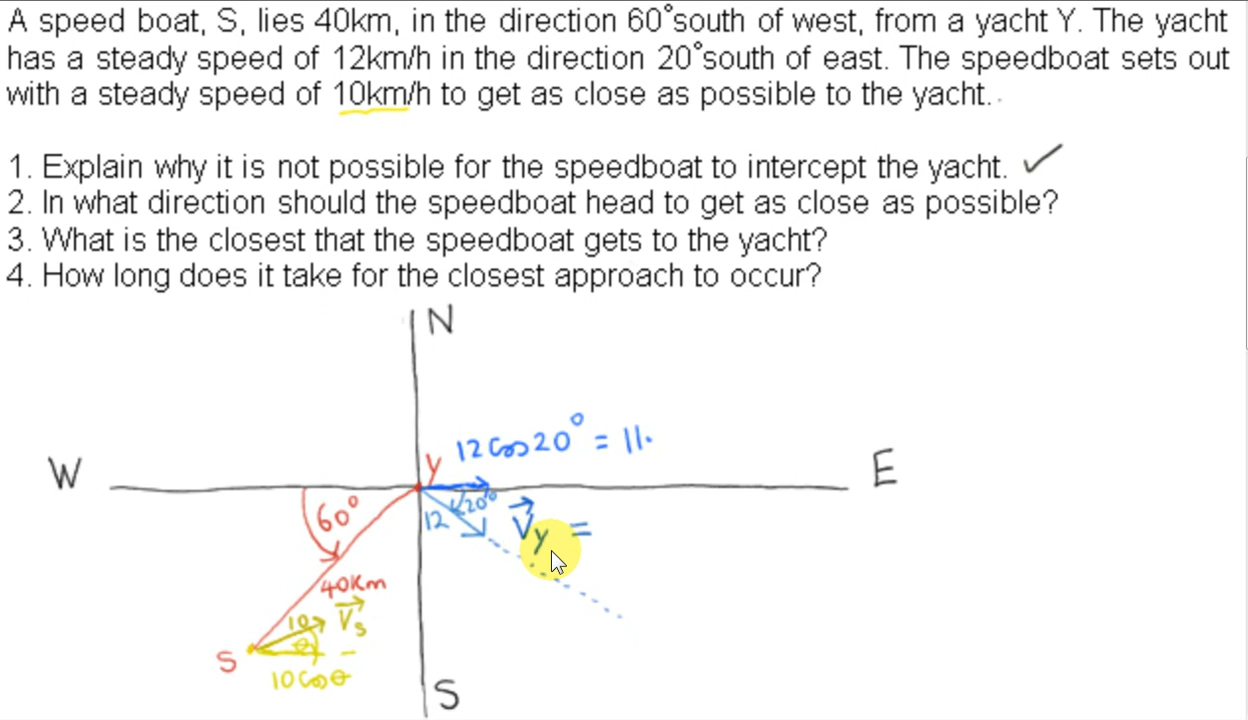 A speed boat, S, lies 40km, in the direction 60°south of west, from a yacht Y. The yacht
has a steady speed of 12km/h in the direction 20°south of east. The speedboat sets out
with a steady speed of 10km/h to get as close as possible to the yacht.
1. Explain why it is not possible for the speedboat to intercept the yacht. ✓
2. In what direction should the speedboat head to get as close as possible?
3. What is the closest that the speedboat gets to the yacht?
4. How long does it take for the closest approach to occur?
N
12 Cos 20° = 11.
W
Y
E
60°
12
20°
V⃗y =
40Km
10
V⃗s
θ
S
10 Cos θ
S